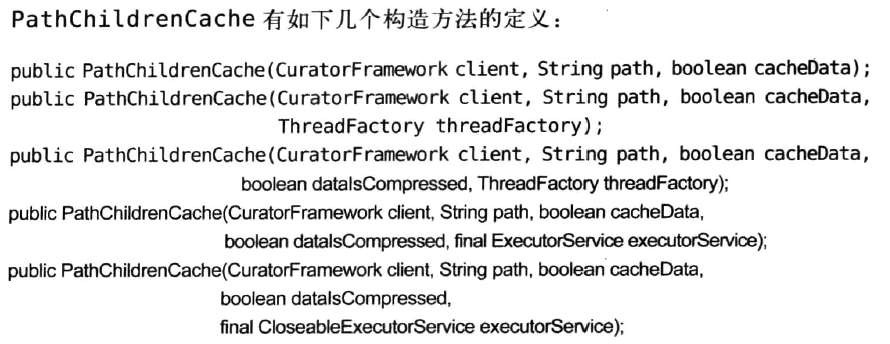 PathChildrenCache 有如下几个构造方法的定义：
public PathChildrenCache(CuratorFramework client, String path, boolean cacheData);
public PathChildrenCache(CuratorFramework client, String path, boolean cacheData,
ThreadFactory threadFactory);
public PathChildrenCache(CuratorFramework client, String path, boolean cacheData,
boolean dataIsCompressed, ThreadFactory threadFactory);
public PathChildrenCache(CuratorFramework client, String path, boolean cacheData,
boolean dataIsCompressed, final ExecutorService executorService);
public PathChildrenCache(CuratorFramework client, String path, boolean cacheData,
boolean dataIsCompressed,
final CloseableExecutorService executorService);